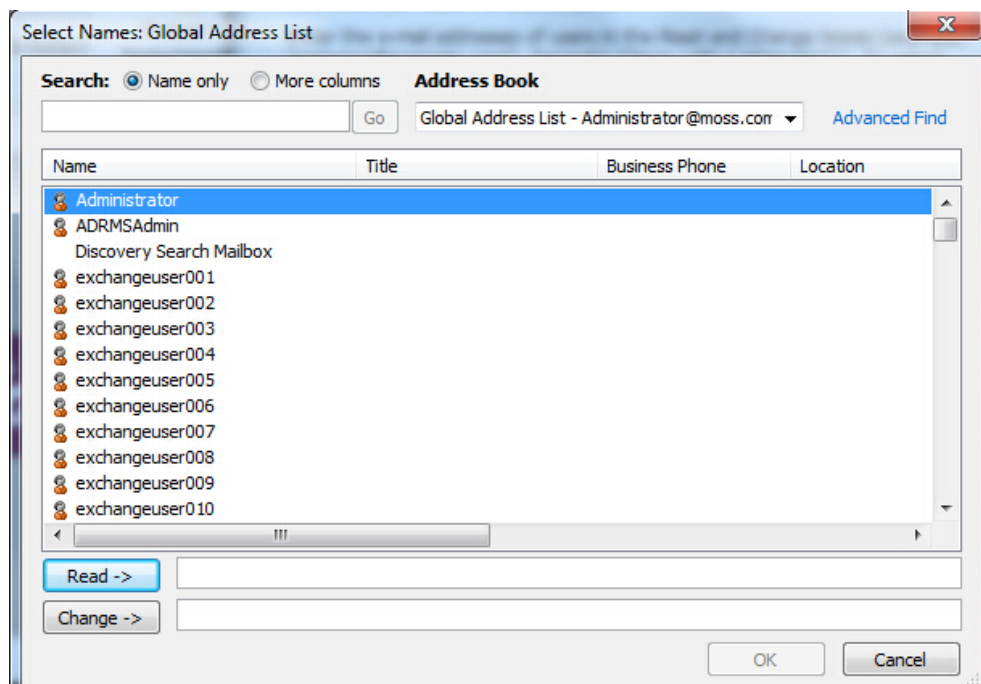 Select Names: Global Address List
Search: Name only More columns Address Book
Go Global Address List - Administrator@moss.com Advanced Find
Name Title Business Phone Location
Administrator
ADRMSAdmin
Discovery Search Mailbox
exchangeuser001
exchangeuser002
exchangeuser003
exchangeuser004
exchangeuser005
exchangeuser006
exchangeuser007
exchangeuser008
exchangeuser009
exchangeuser010
Read ->
Change ->
OK Cancel